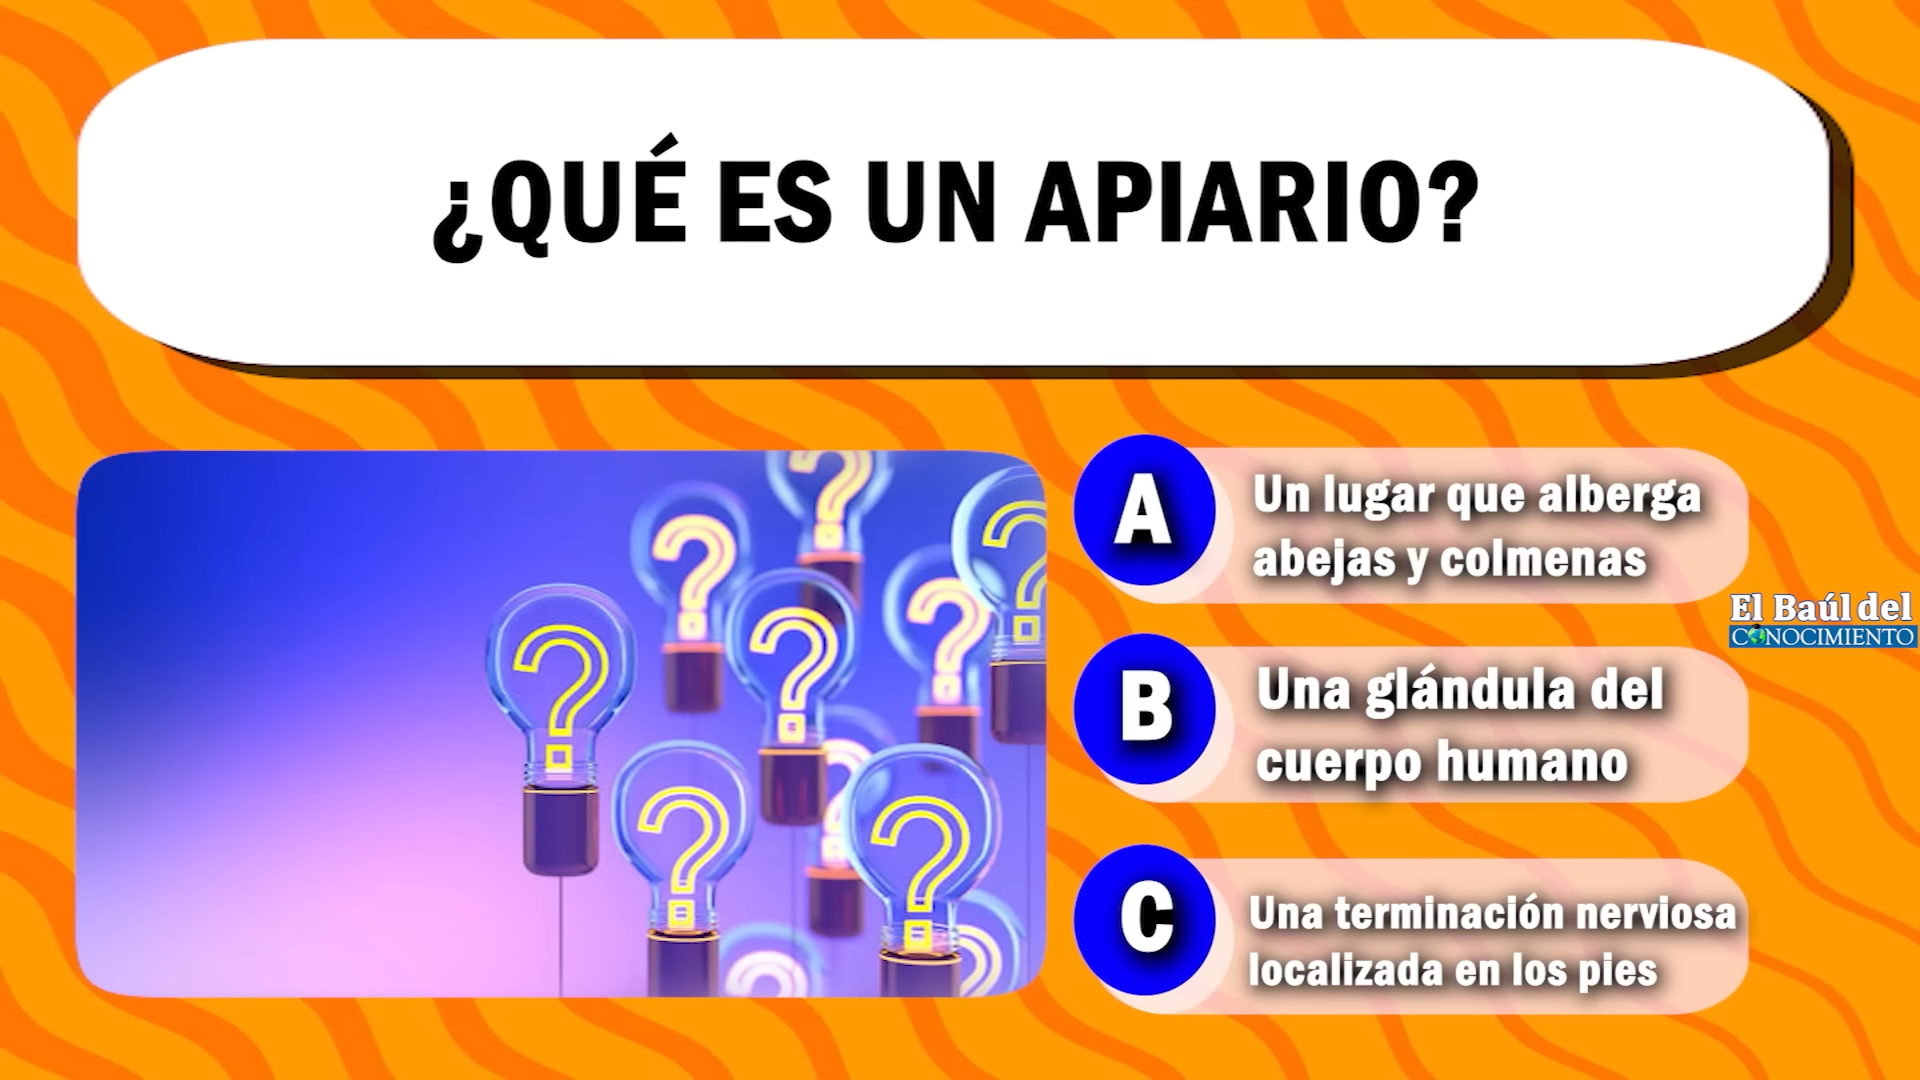 ¿QUÉ ES UN APIARIO?
A
Un lugar que alberga
abejas y colmenas
B
Una glándula del
cuerpo humano
C
Una terminación nerviosa
localizada en los pies
El Baúl del
CONOCIMIENTO